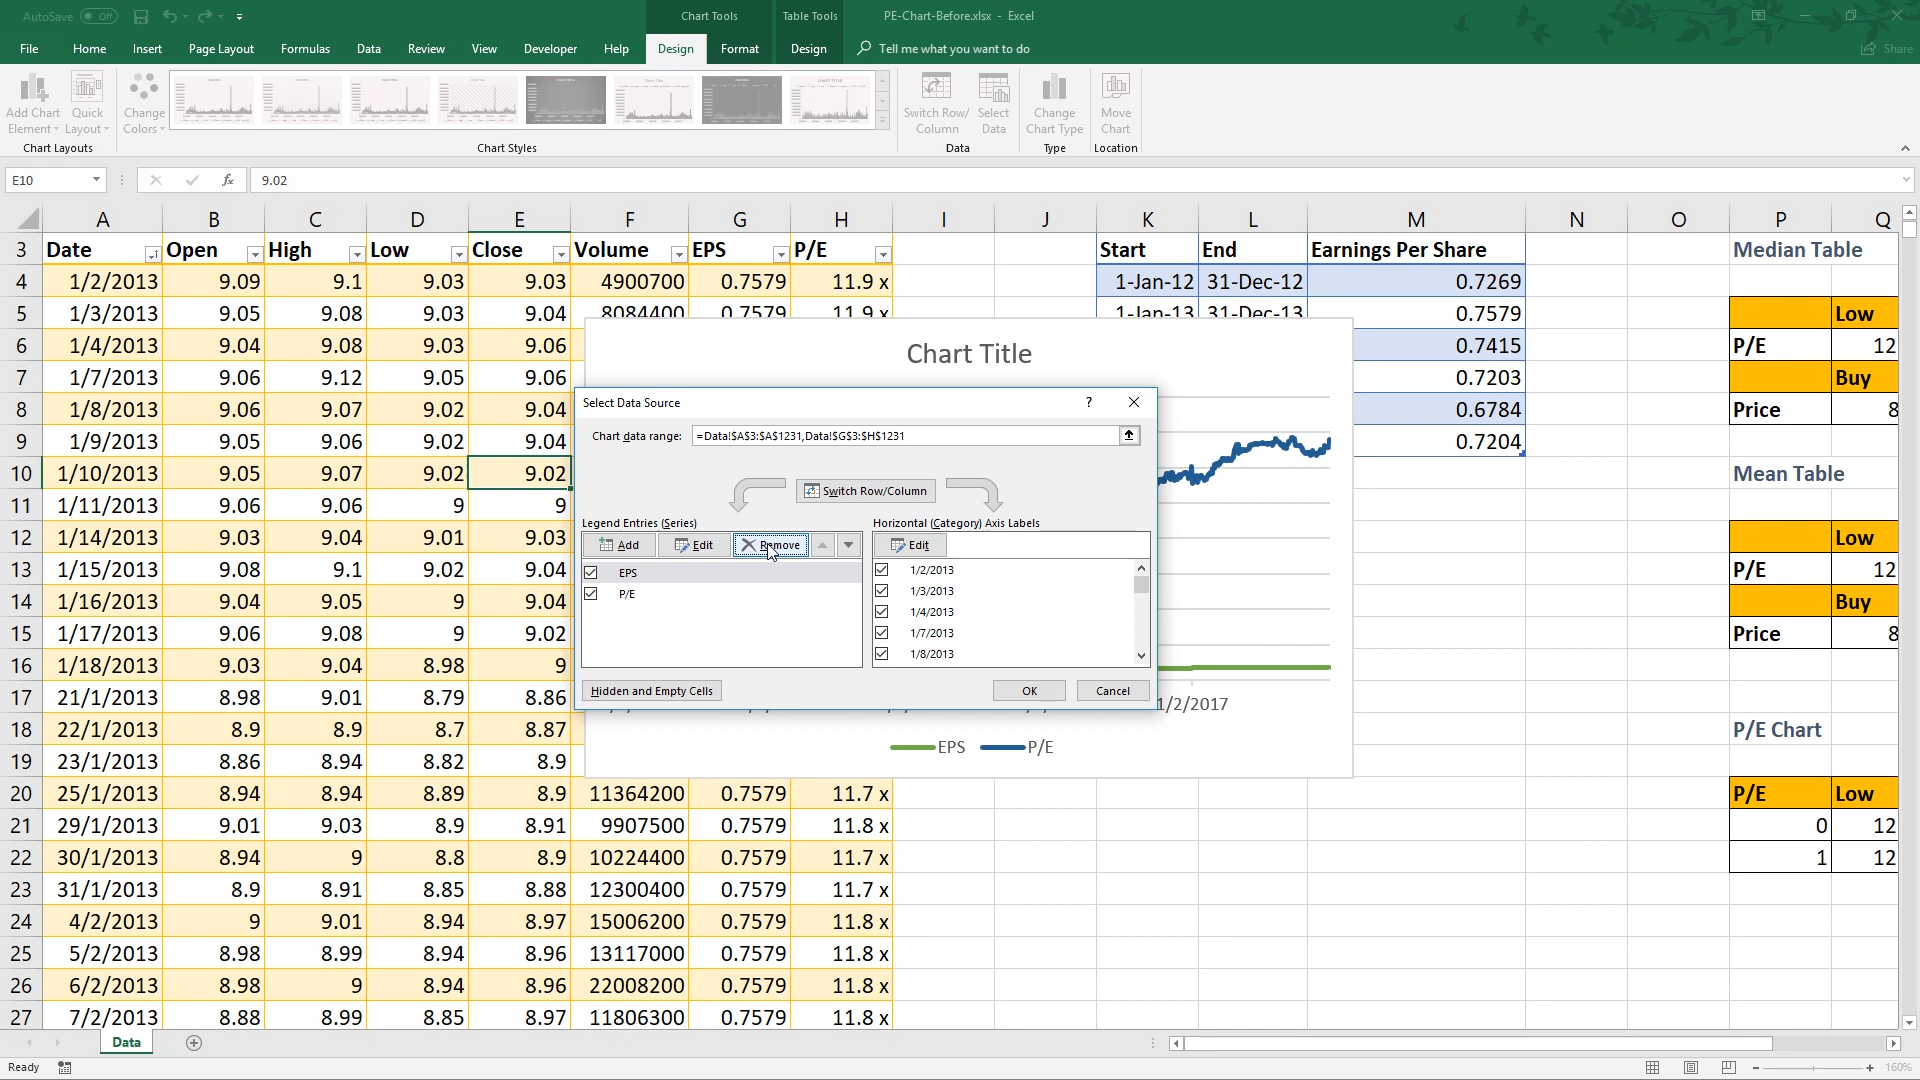 AutoSave Off
Chart Tools Table Tools PE-Chart-Before.xlsx - Excel
File Home Insert Page Layout Formulas Data Review View Developer Help Design Format Design Tell me what you want to do Share
Add Chart Element
Quick Layout
Change Colors
Switch Row/ Column
Select Data
Change Chart Type
Move Chart
Chart Layouts Chart Styles Data Type Location
E10 fx 9.02
A B C D E F G H I J K L M N O P Q
3 Date Open High Low Close Volume EPS P/E Start End Earnings Per Share Median Table
4 1/2/2013 9.09 9.1 9.03 9.03 4900700 0.7579 11.9 x 1-Jan-12 31-Dec-12 0.7269
5 1/3/2013 9.05 9.08 9.03 9.04 8084400 0.7579 11.9 x 1-Jan-13 31-Dec-13 0.7579 Low
6 1/4/2013 9.04 9.08 9.03 9.06 0.7415 P/E 12
7 1/7/2013 9.06 9.12 9.05 9.06 0.7203 Buy
8 1/8/2013 9.06 9.07 9.02 9.04 0.6784 Price 8
9 1/9/2013 9.05 9.06 9.02 9.04 0.7204
10 1/10/2013 9.05 9.07 9.02 9.02 Mean Table
11 1/11/2013 9.06 9.06 9 9
12 1/14/2013 9.03 9.04 9.01 9.03 Low
13 1/15/2013 9.08 9.1 9.02 9.04 P/E 12
14 1/16/2013 9.04 9.05 9 9.04 Buy
15 1/17/2013 9.06 9.08 9 9.02 Price 8
16 1/18/2013 9.03 9.04 8.98 9
17 21/1/2013 8.98 9.01 8.79 8.86
18 22/1/2013 8.9 8.9 8.7 8.87 P/E Chart
19 23/1/2013 8.86 8.94 8.82 8.9
20 25/1/2013 8.94 8.94 8.89 8.9 11364200 0.7579 11.7 x P/E Low
21 29/1/2013 9.01 9.03 8.9 8.91 9907500 0.7579 11.8 x 0 12
22 30/1/2013 8.94 9 8.8 8.9 10224400 0.7579 11.7 x 1 12
23 31/1/2013 8.9 8.91 8.85 8.88 12300400 0.7579 11.7 x
24 4/2/2013 9 9.01 8.94 8.97 15006200 0.7579 11.8 x
25 5/2/2013 8.98 8.99 8.94 8.96 13117000 0.7579 11.8 x
26 6/2/2013 8.98 9 8.94 8.96 22008200 0.7579 11.8 x
27 7/2/2013 8.88 8.99 8.85 8.97 11806300 0.7579 11.8 x
Chart Title
Select Data Source ?
Chart data range: =Data!$A$3:$A$1231,Data!$G$3:$H$1231
Switch Row/Column
Legend Entries (Series) Horizontal (Category) Axis Labels
Add Edit Remove Edit
EPS
P/E
1/2/2013
1/3/2013
1/4/2013
1/7/2013
1/8/2013
Hidden and Empty Cells OK Cancel
1/2/2017
EPS P/E
Data
Ready 160%